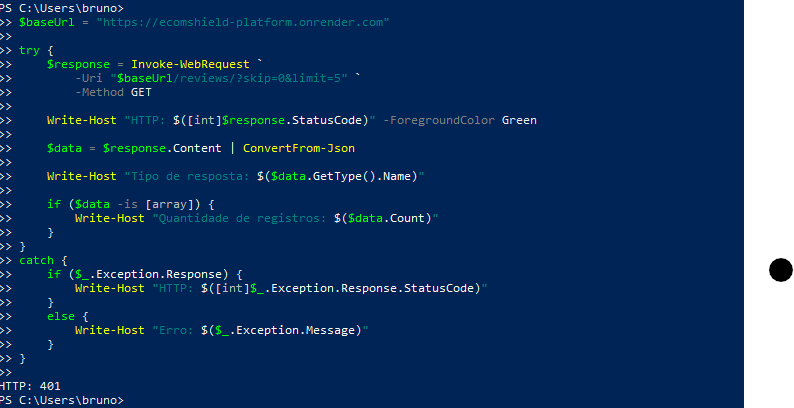 PS C:\Users\bruno>
>> $baseUrl = "https://ecomshield-platform.onrender.com"
>>
>> try {
>>     $response = Invoke-WebRequest `
>>         -Uri "$baseUrl/reviews/?skip=0&limit=5" `
>>         -Method GET
>>
>>     Write-Host "HTTP: $([int]$response.StatusCode)" -ForegroundColor Green
>>
>>     $data = $response.Content | ConvertFrom-Json
>>
>>     Write-Host "Tipo de resposta: $($data.GetType().Name)"
>>
>>     if ($data -is [array]) {
>>         Write-Host "Quantidade de registros: $($data.Count)"
>>     }
>> }
>> catch {
>>     if ($_.Exception.Response) {
>>         Write-Host "HTTP: $([int]$_.Exception.Response.StatusCode)"
>>     }
>>     else {
>>         Write-Host "Erro: $($_.Exception.Message)"
>>     }
>> }
>>
HTTP: 401
PS C:\Users\bruno>